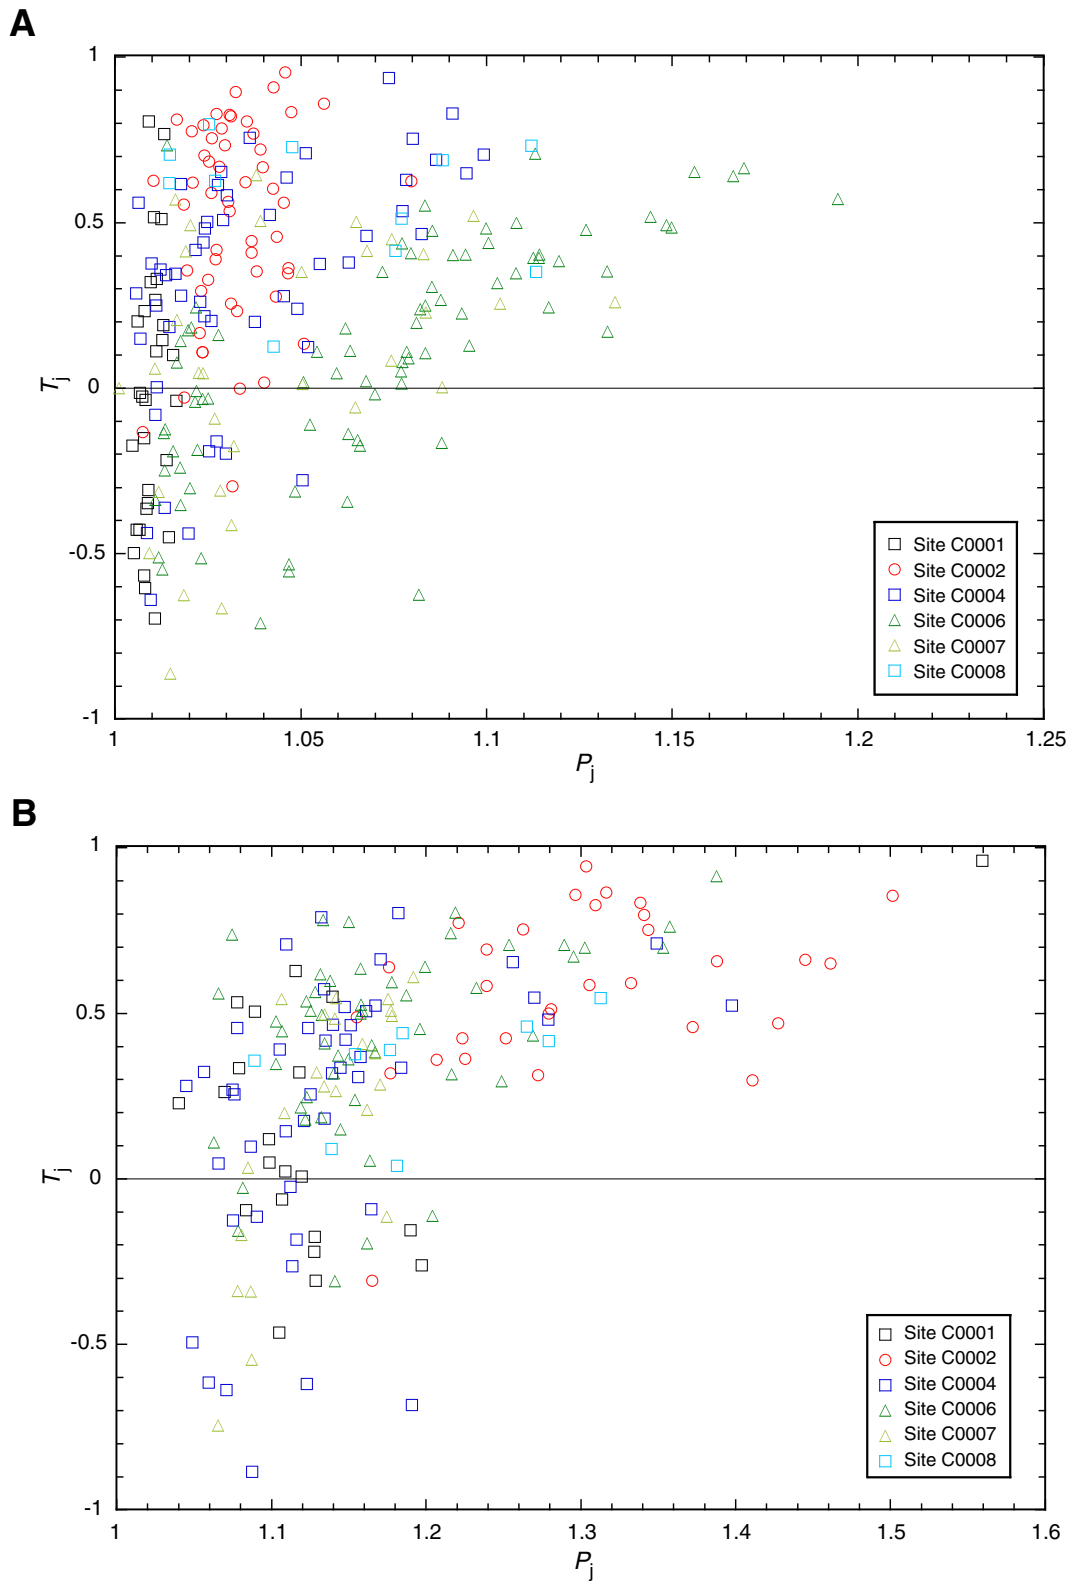 A
1
0.5
0
-0.5
-1
Tj
Site C0001
Site C0002
Site C0004
Site C0006
Site C0007
Site C0008
1 1.05 1.1 1.15 1.2 1.25
Pj
B
1
0.5
0
-0.5
-1
Tj
Site C0001
Site C0002
Site C0004
Site C0006
Site C0007
Site C0008
1 1.1 1.2 1.3 1.4 1.5 1.6
Pj